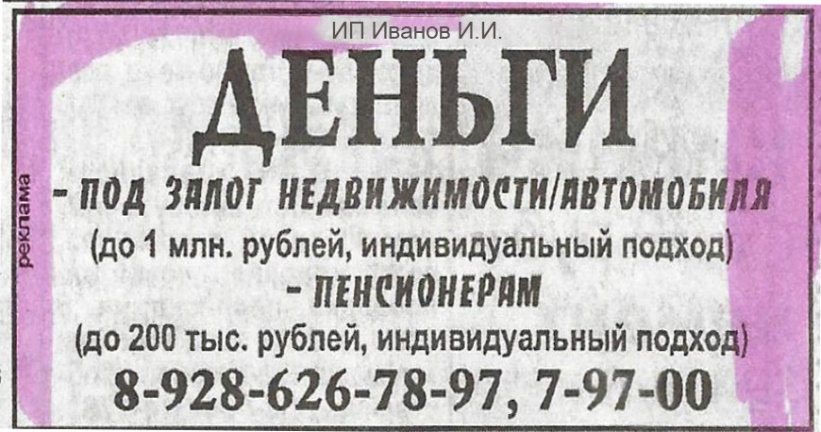 ИП Иванов И.И.
ДЕНЬГИ
- ПОД ЗАЛОГ НЕДВИЖИМОСТИ/АВТОМОБИЛЯ
(до 1 млн. рублей, индивидуальный подход)
- ПЕНСИОНЕРАМ
(до 200 тыс. рублей, индивидуальный подход)
8-928-626-78-97, 7-97-00
реклама